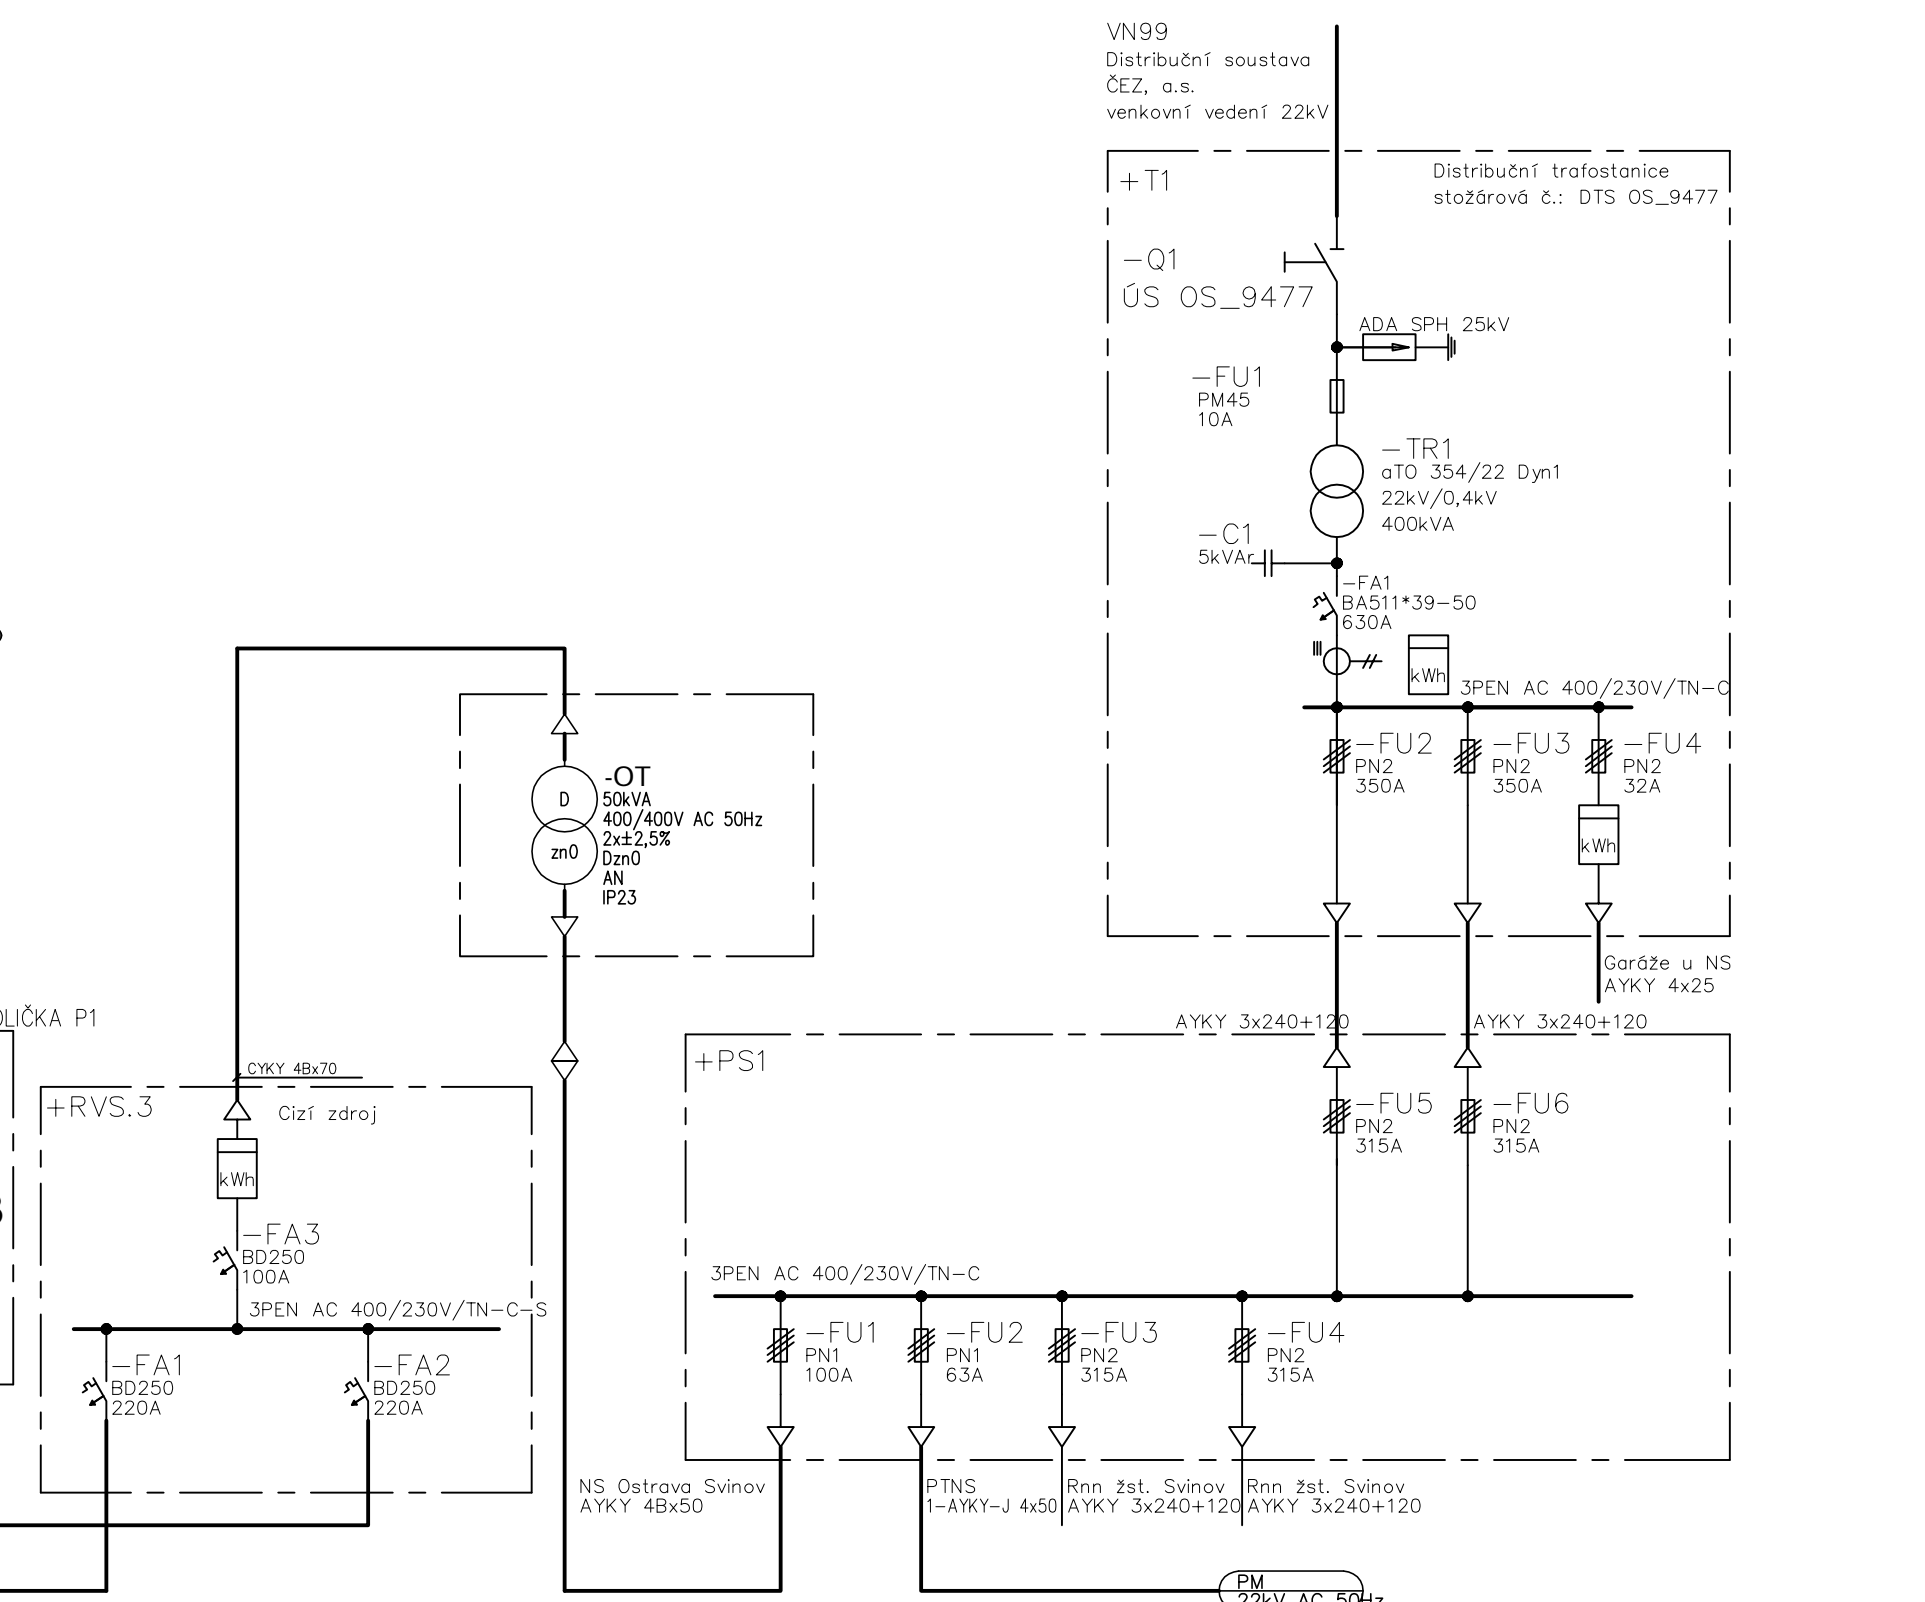 VN99
Distribuční soustava
ČEZ, a.s.
venkovní vedení 22kV
+T1
Distribuční trafostanice
stožárová č.: DTS OS_9477
-Q1
ÚS OS_9477
ADA SPH 25kV
-FU1
PM45
10A
-TR1
aTO 354/22 Dyn1
22kV/0,4kV
400kVA
-C1
5kVAr
-FA1
BA511*39-50
630A
kWh
3PEN AC 400/230V/TN-C
-FU2
PN2
350A
-FU3
PN2
350A
-FU4
PN2
32A
kWh
Garáže u NS
AYKY 4x25
-OT
50kVA
400/400V AC 50Hz
2x±2,5%
Dzn0
AN
IP23
D
zn0
AYKY 3x240+120
AYKY 3x240+120
+PS1
-FU5
PN2
315A
-FU6
PN2
315A
3PEN AC 400/230V/TN-C
-FU1
PN1
100A
-FU2
PN1
63A
-FU3
PN2
315A
-FU4
PN2
315A
NS Ostrava Svinov
AYKY 4Bx50
PTNS
1-AYKY-J 4x50
Rnn žst. Svinov
AYKY 3x240+120
Rnn žst. Svinov
AYKY 3x240+120
PM
22kV AC 50Hz
P1
CYKY 4Bx70
+RVS.3
Cizí zdroj
kWh
-FA3
BD250
100A
3PEN AC 400/230V/TN-C-S
-FA1
BD250
220A
-FA2
BD250
220A